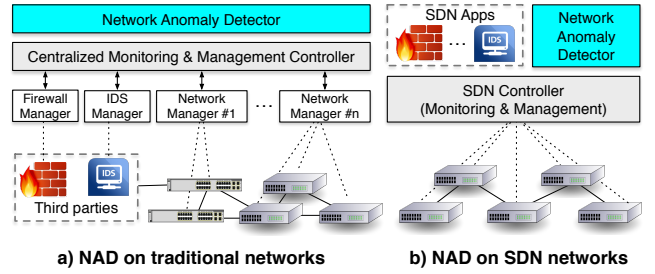 Network Anomaly Detector
Centralized Monitoring & Management Controller
Firewall
Manager
IDS
Manager
Network
Manager #1
...
Network
Manager #n
IDS
Third parties
a) NAD on traditional networks
SDN Apps
...
IDS
Network
Anomaly
Detector
SDN Controller
(Monitoring & Management)
b) NAD on SDN networks